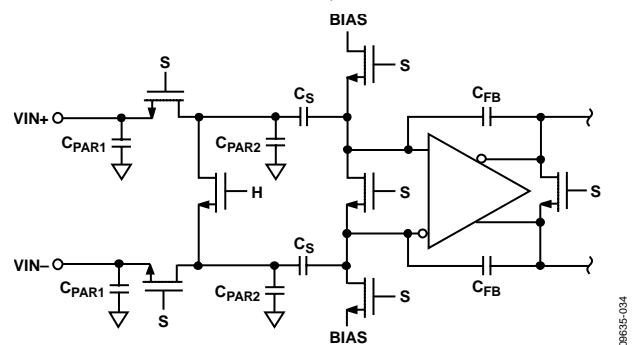 BIAS
S
S
CS
CFB
VIN+
CPAR1
CPAR2
H
S
S
VIN–
CS
CPAR1
CPAR2
S
CFB
S
BIAS
09635-034